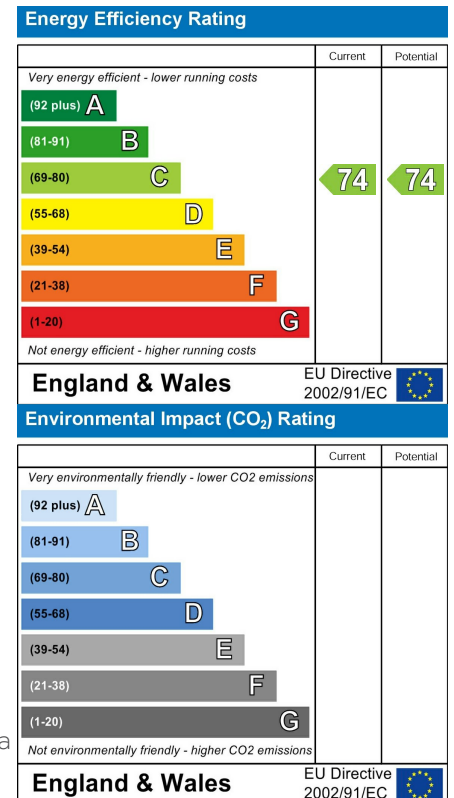 Energy Efficiency Rating
Current Potential
Very energy efficient - lower running costs
(92 plus) A
(81-91) B
(69-80) C 74 74
(55-68) D
(39-54) E
(21-38) F
(1-20) G
Not energy efficient - higher running costs
England & Wales EU Directive 2002/91/EC
Environmental Impact (CO₂) Rating
Current Potential
Very environmentally friendly - lower CO2 emissions
(92 plus) A
(81-91) B
(69-80) C
(55-68) D
(39-54) E
(21-38) F
(1-20) G
a
Not environmentally friendly - higher CO2 emissions
England & Wales EU Directive 2002/91/EC